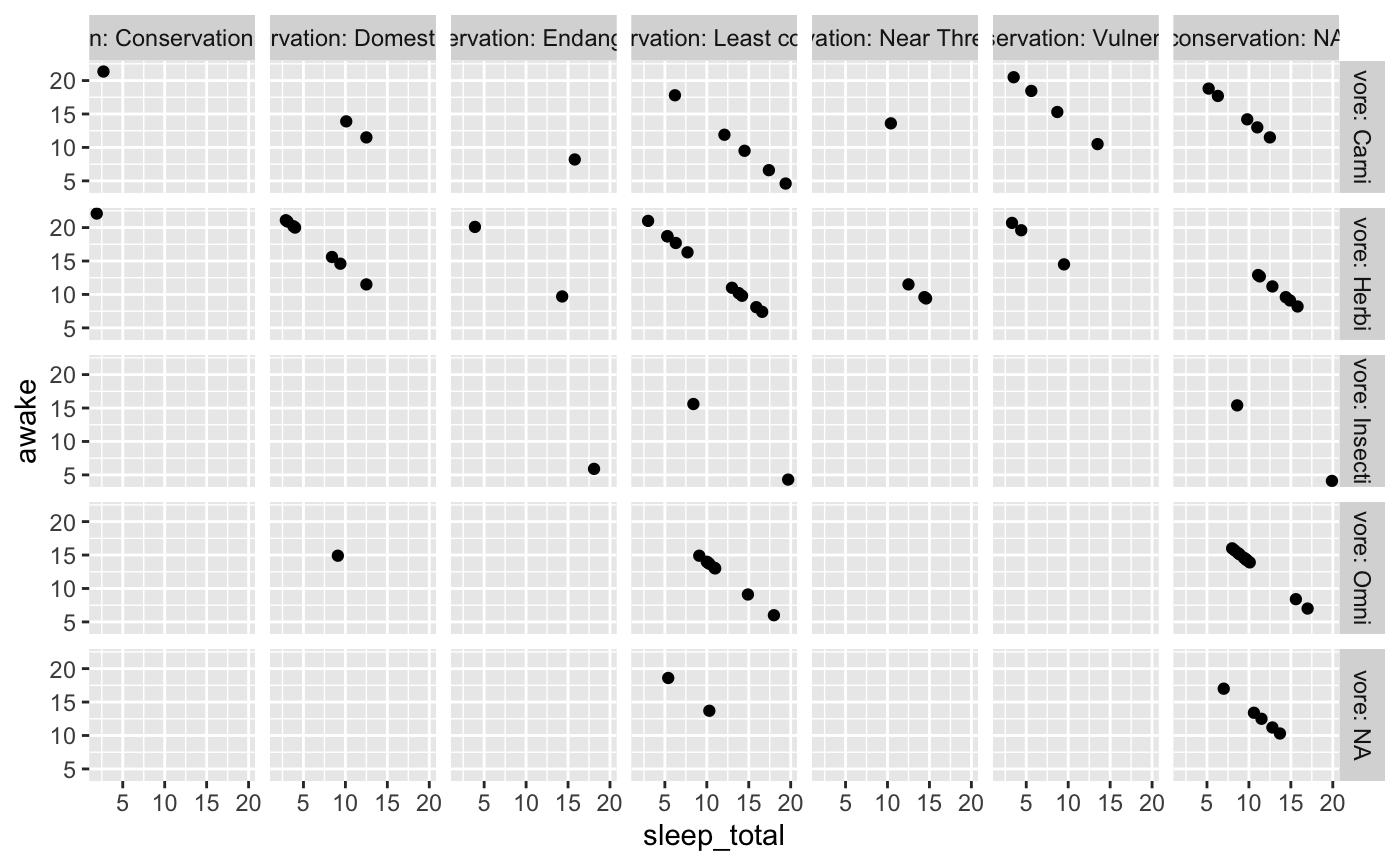 n: Conservation rvation: Domest ervation: Endang rvation: Least co vation: Near Thre servation: Vulner conservation: NA
20
15
10
5
vore: Carni
20
15
10
5
vore: Herbi
20
15
10
5
vore: Insecti
20
15
10
5
vore: Omni
20
15
10
5
vore: NA
awake
5 10 15 20 5 10 15 20 5 10 15 20 5 10 15 20 5 10 15 20 5 10 15 20 5 10 15 20
sleep_total